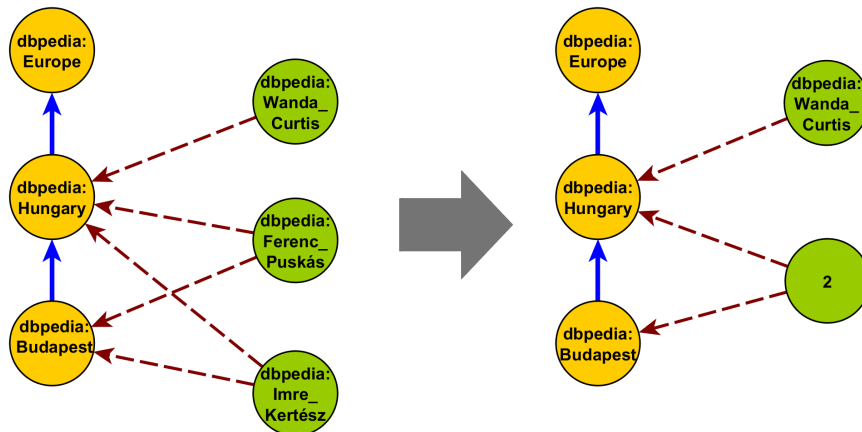 dbpedia:
Europe
dbpedia:
Wanda_
Curtis
dbpedia:
Hungary
dbpedia:
Ferenc_
Puskás
dbpedia:
Budapest
dbpedia:
Imre_
Kertész
dbpedia:
Europe
dbpedia:
Wanda_
Curtis
dbpedia:
Hungary
2
dbpedia:
Budapest